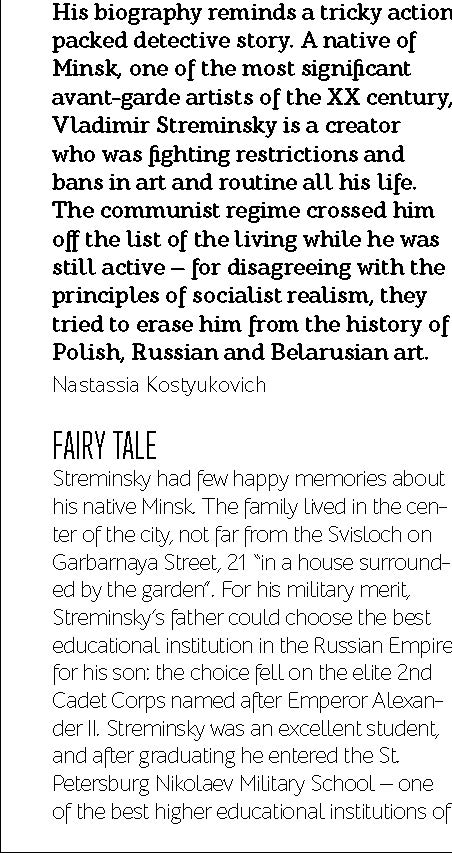 His biography reminds a tricky action
packed detective story. A native of
Minsk, one of the most significant
avant-garde artists of the XX century,
Vladimir Streminsky is a creator
who was fighting restrictions and
bans in art and routine all his life.
The communist regime crossed him
off the list of the living while he was
still active – for disagreeing with the
principles of socialist realism, they
tried to erase him from the history of
Polish, Russian and Belarusian art.
Nastassia Kostyukovich
FAIRY TALE
Streminsky had few happy memories about
his native Minsk. The family lived in the cen-
ter of the city, not far from the Svisloch on
Garbarnaya Street, 21 “in a house surround-
ed by the garden”. For his military merit,
Streminsky’s father could choose the best
educational institution in the Russian Empire
for his son: the choice fell on the elite 2nd
Cadet Corps named after Emperor Alexan-
der II. Streminsky was an excellent student,
and after graduating he entered the St.
Petersburg Nikolaev Military School – one
of the best higher educational institutions of